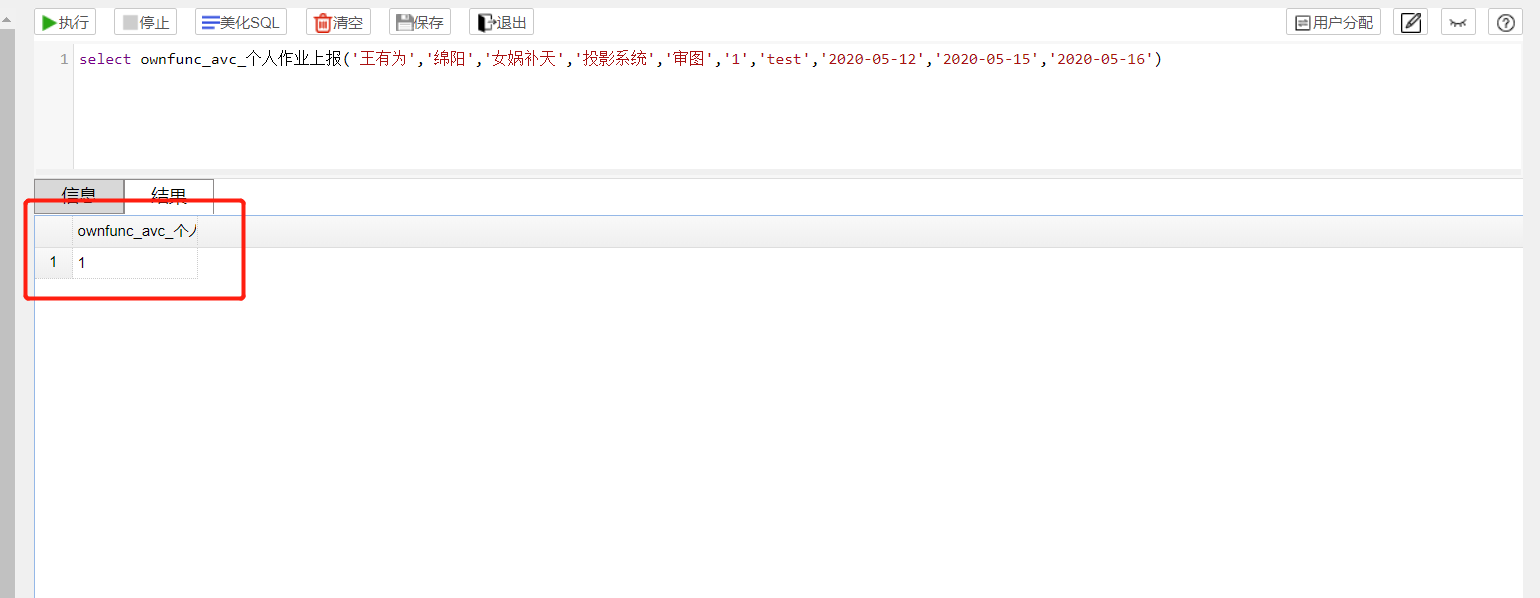 执行 停止 美化SQL 清空 保存 退出 用户分配
1 select ownfunc_avc_个人作业上报('王有为','绵阳','女娲补天','投影系统','审图','1','test','2020-05-12','2020-05-15','2020-05-16')
信息 结果
ownfunc_avc_个人
1 1